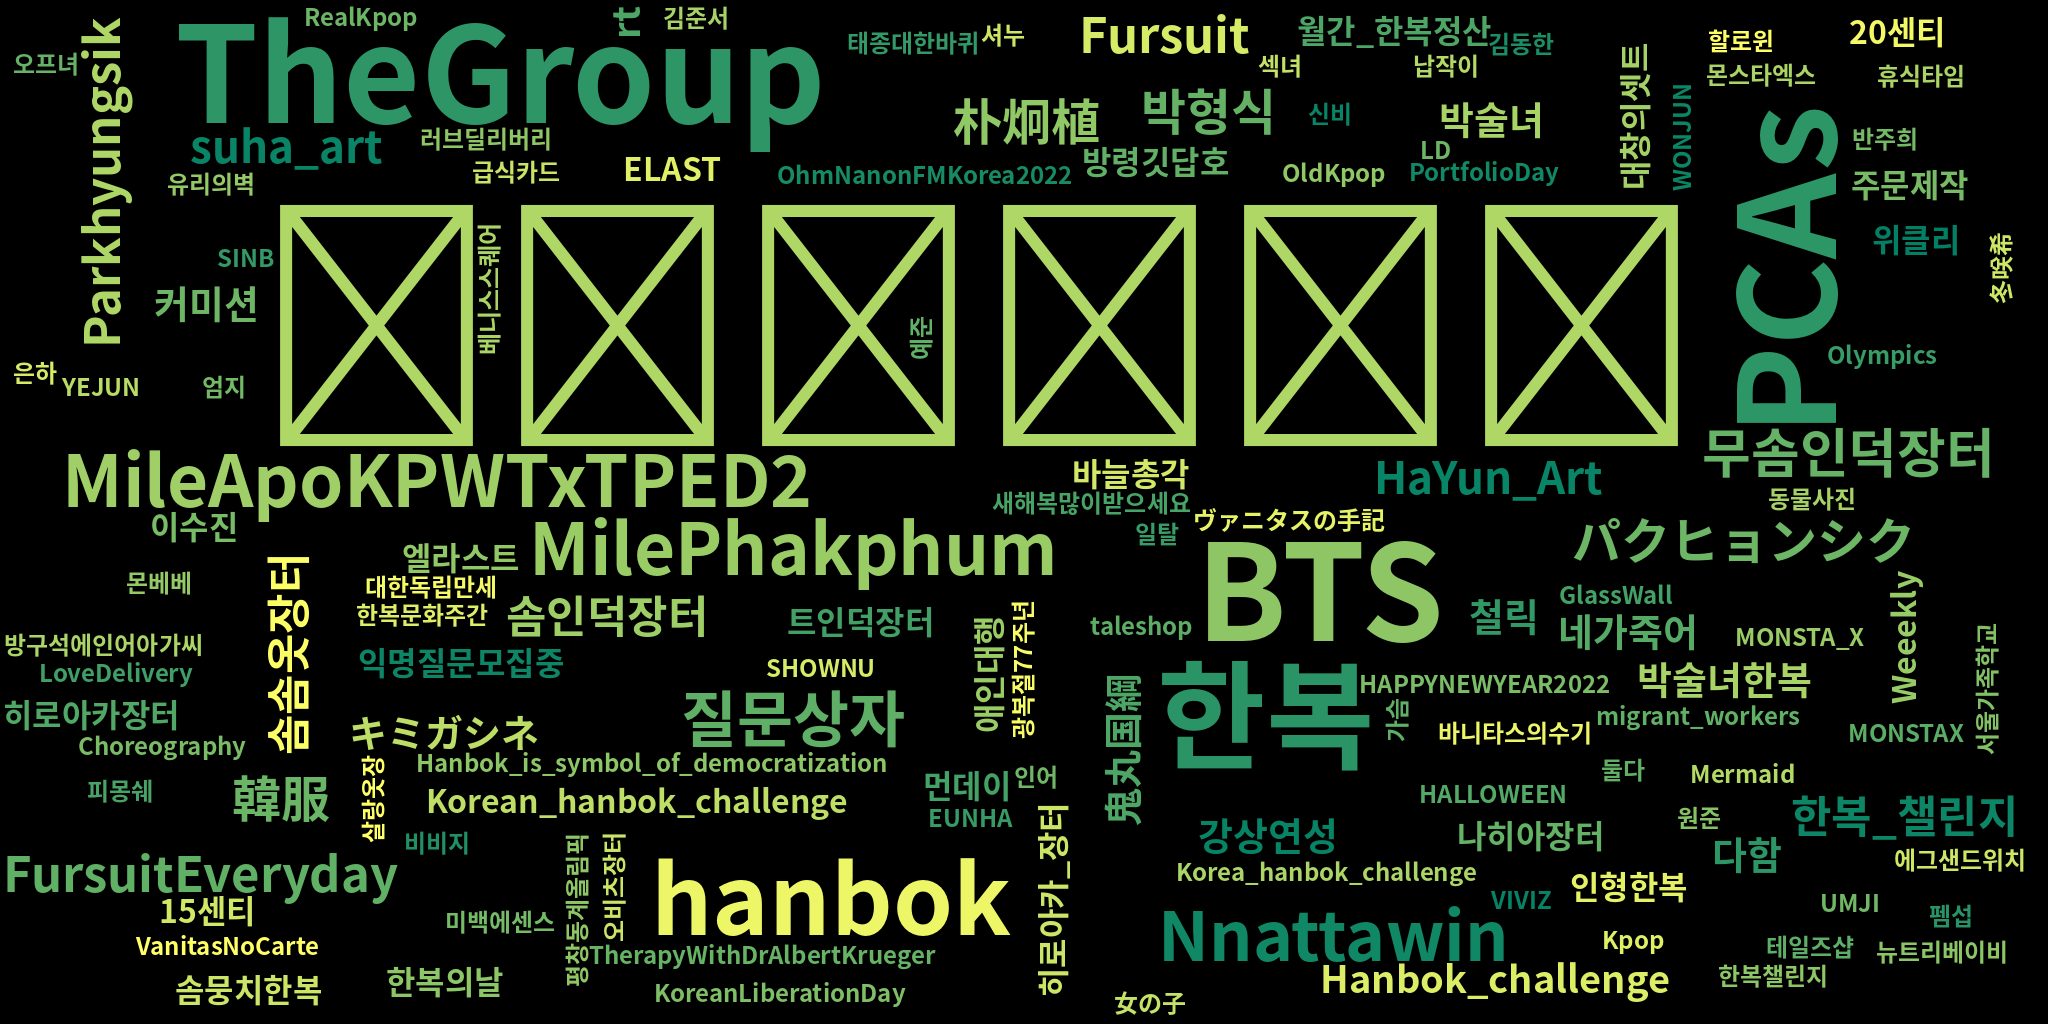 RealKpop
rt
김준서
TheGroup
태종대한바퀴
셔누
Fursuit
월간_한복정산
김동한
할로윈
20센티
오프녀
Parkhyungsik
섹녀
납작이
대창의셋트
몬스타엑스
휴식타임
suha_art
러브딜리버리
朴炯植
박형식
신비
박술녀
WONJUN
PCAs
반주희
유리의벽
급식카드
ELAST
OhmNanonFMKorea2022
방령깃답호
OldKpop
LD
PortfolioDay
주문제작
SINB
베니스스퀘어
위클리
冬咲希
커미션
예준
Olympics
은하
YEJUN
엄지
MileApoKPWTxTPED2
바늘총각
HaYun_Art
무솜인덕장터
새해복많이받으세요
동물사진
이수진
엘라스트
MilePhakphum
일탈
ヴァニタスの手記
BTS
パクヒョンシク
몬베베
솜솜옷장터
대한독립만세
한복문화주간
솜인덕장터
트인덕장터
애인대행
광복절77주년
taleshop
철릭
GlassWall
네가죽어
MONSTA_X
Weeekly
방구석에인어아가씨
LoveDelivery
익명질문모집중
SHOWNU
한복
HAPPYNEWYEAR2022
박술녀한복
서울가족학교
히로아카장터
질문상자
鬼丸国綱
가슴
migrant_workers
Choreography
キミガシネ
바니타스의수기
MONSTAX
피몽쉐
韓服
살랑옷장
Hanbok_is_symbol_of_democratization
먼데이
인어
둘다
Mermaid
Korean_hanbok_challenge
EUNHA
HALLOWEEN
원준
한복_챌린지
비비지
강상연성
나히아장터
다함
FursuitEveryday
평창동계올림픽
오비츠장터
hanbok
히로아카_장터
Korea_hanbok_challenge
에그샌드위치
15센티
미백에센스
VIVIZ
인형한복
UMJI
펨섭
VanitasNoCarte
TherapyWithDrAlbertKrueger
Nnattawin
Kpop
테일즈샵
뉴트리베이비
솜뭉치한복
한복의날
KoreanLiberationDay
Hanbok_challenge
한복챌린지
女の子